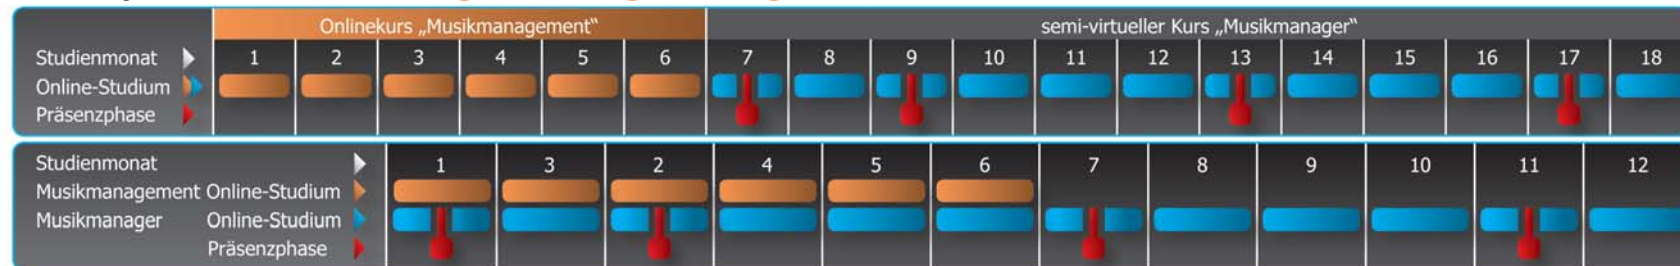 Onlinekurs „Musikmanagement“ semi-virtueller Kurs „Musikmanager“
Studienmonat 1 2 3 4 5 6 7 8 9 10 11 12 13 14 15 16 17 18
Online-Studium
Präsenzphase
Studienmonat 1 3 2 4 5 6 7 8 9 10 11 12
Musikmanagement Online-Studium
Musikmanager Online-Studium
Präsenzphase